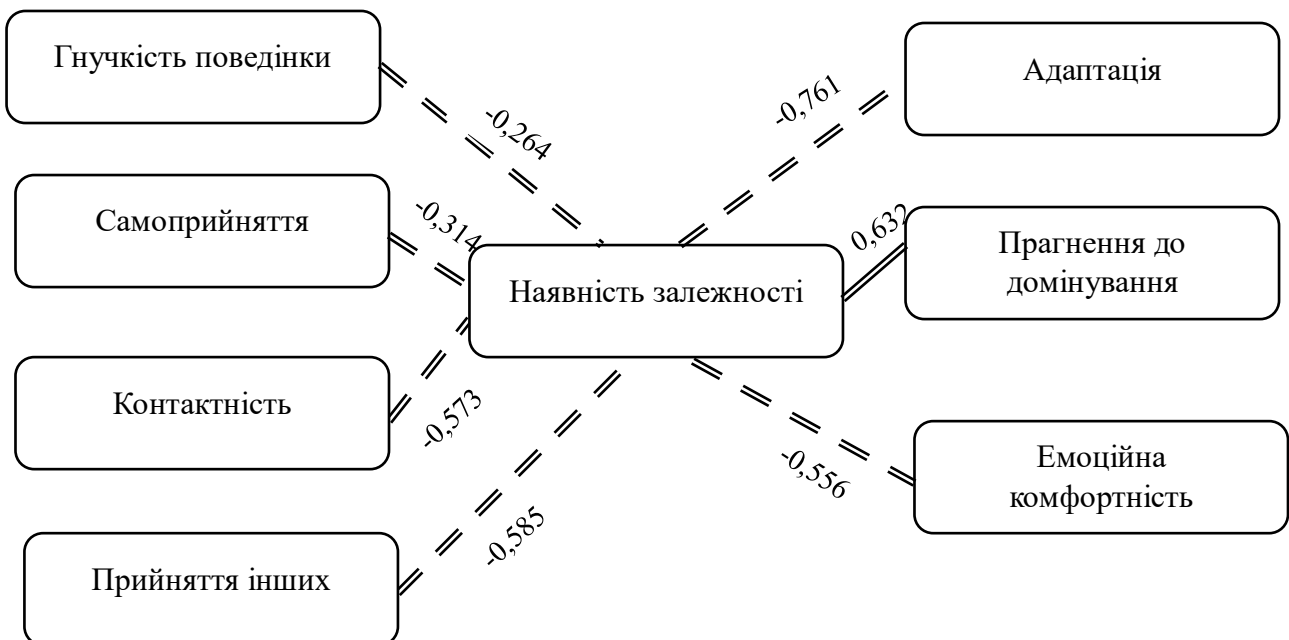 Гнучкість поведінки
Адаптація
-0,264
-0,761
Самоприйняття
-0,314
0,632
Прагнення до
домінування
Наявність залежності
Контактність
-0,573
-0,556
Емоційна
комфортність
-0,585
Прийняття інших